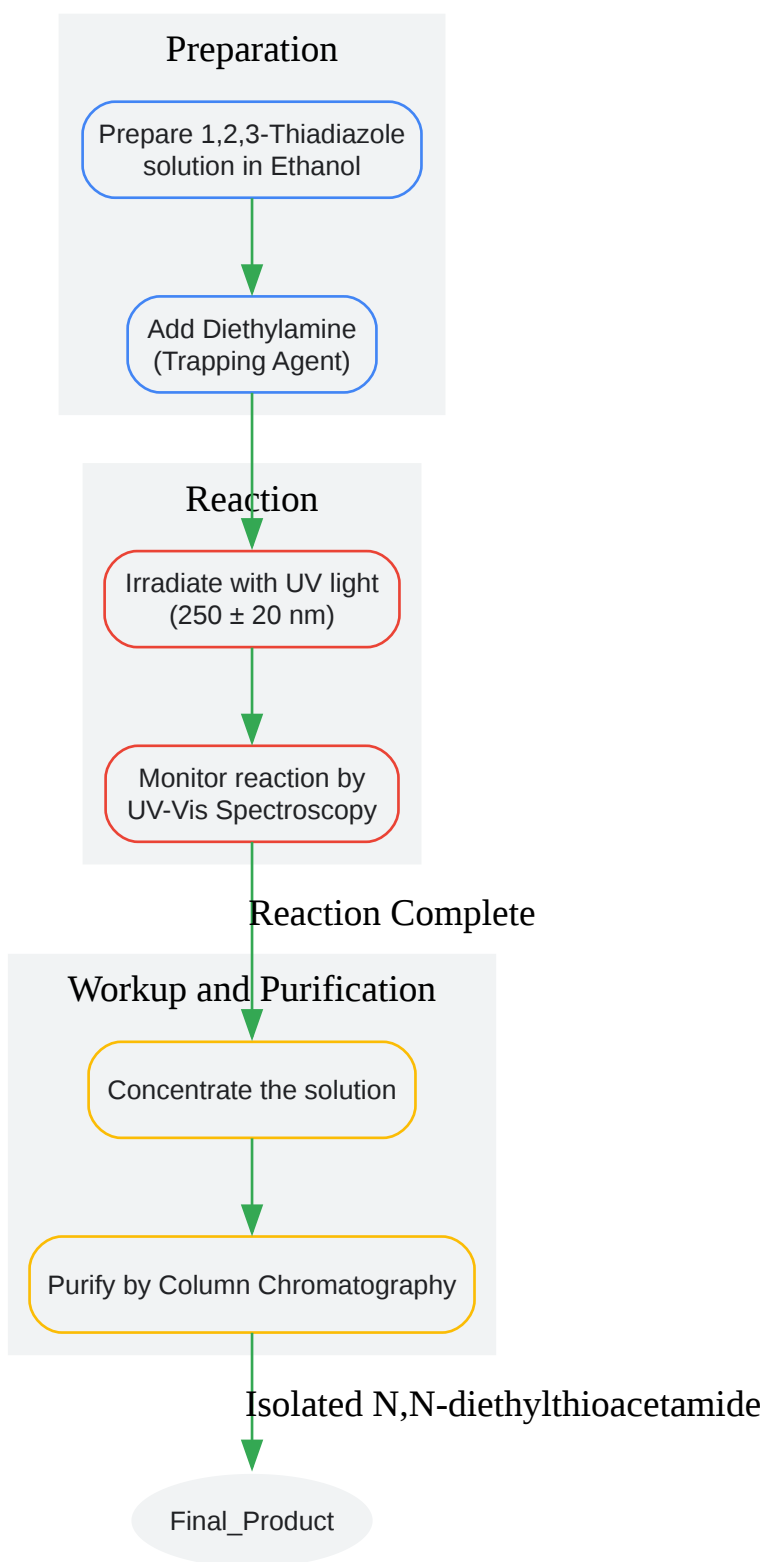 Preparation
Prepare 1,2,3-Thiadiazole
solution in Ethanol
Add Diethylamine
(Trapping Agent)
Reaction
Irradiate with UV light
(250 ± 20 nm)
Monitor reaction by
UV-Vis Spectroscopy
Reaction Complete
Workup and Purification
Concentrate the solution
Purify by Column Chromatography
Isolated N,N-diethylthioacetamide
Final_Product